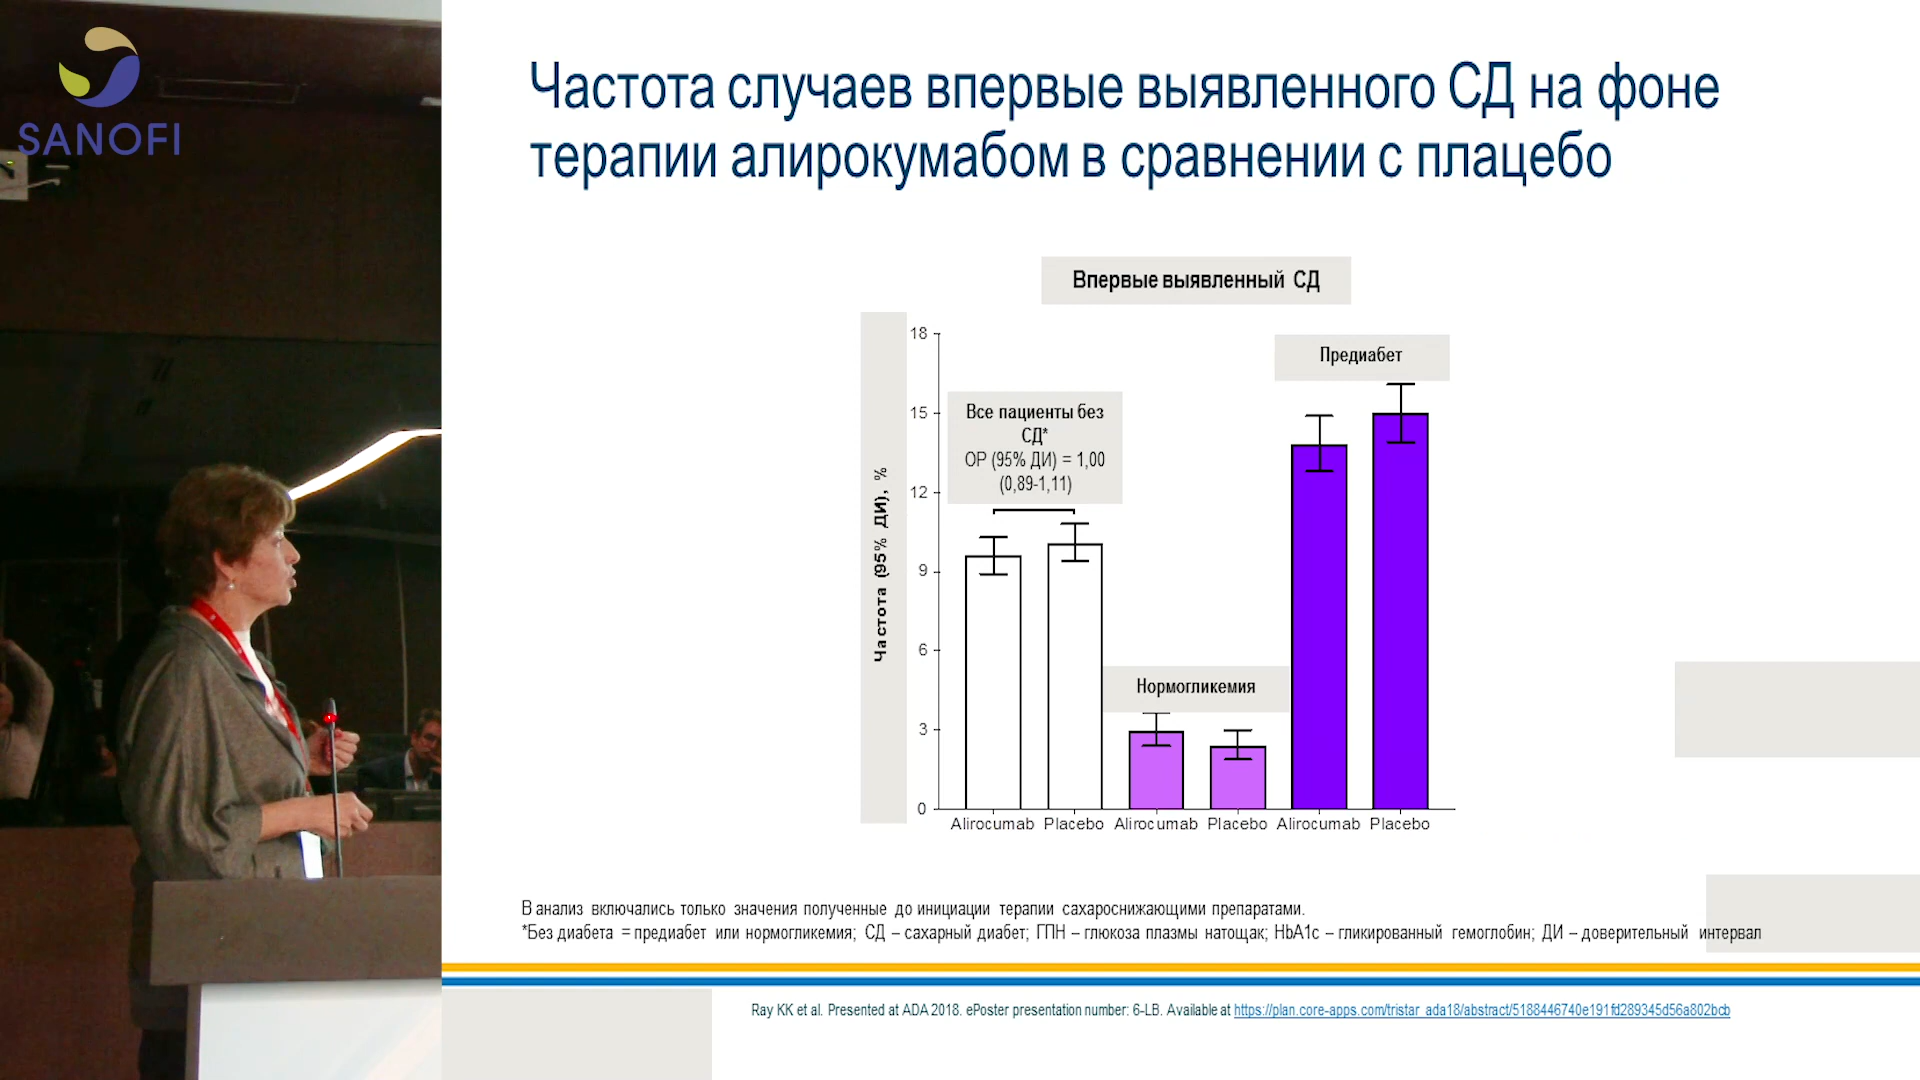 SANOFI
Частота случаев впервые выявленного СД на фоне
терапии алирокумабом в сравнении с плацебо
Впервые выявленный СД
Частота (95% ДИ), %
18
15
12
9
6
3
0
Все пациенты без
СД*
ОР (95% ДИ) = 1,00
(0,89-1,11)
Нормогликемия
Предиабет
Alirocumab Placebo Alirocumab Placebo Alirocumab Placebo
В анализ включались только значения полученные до инициации терапии сахароснижающими препаратами.
*Без диабета = предиабет или нормогликемия; СД – сахарный диабет; ГПН – глюкоза плазмы натощак; HbA1c – гликированный гемоглобин; ДИ – доверительный интервал
Ray KK et al. Presented at ADA 2018. ePoster presentation number: 6-LB. Available at https://plan.core-apps.com/tristar_ada18/abstract/5188446740e191fd289345d56a802bcb